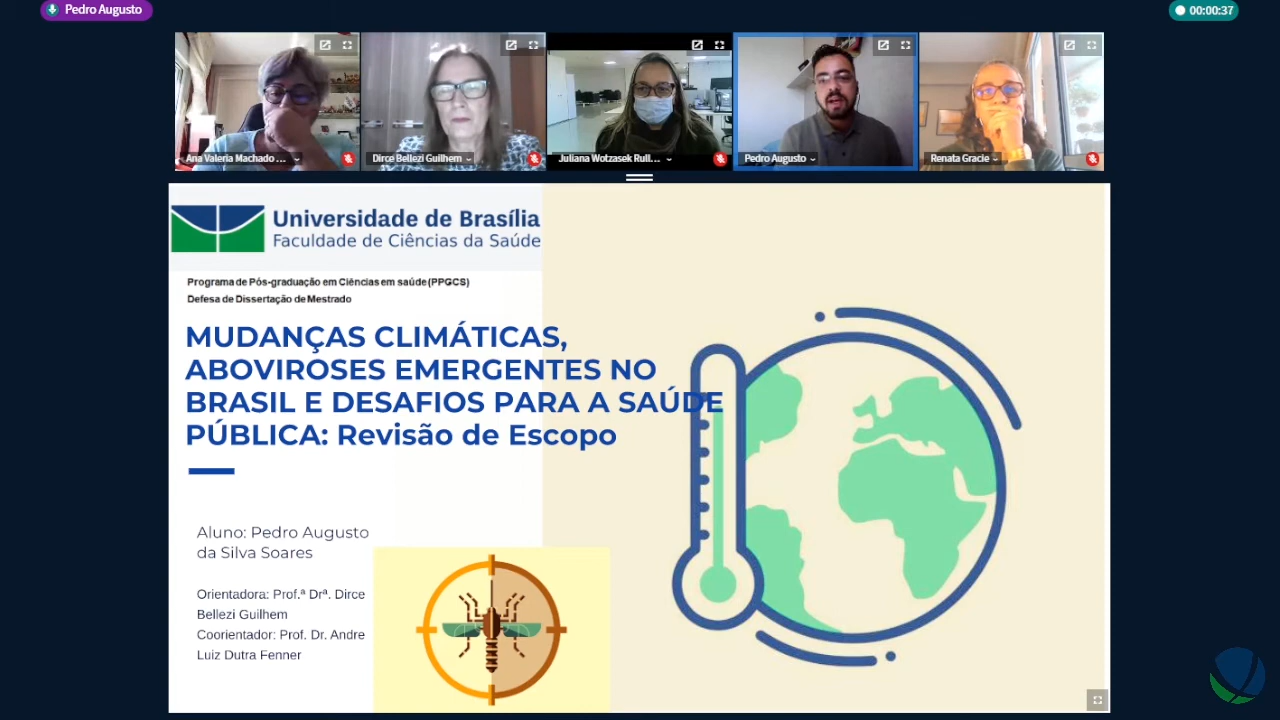 Pedro Augusto
00:00:37
Ana Valeria Machado ...
Dirce Bellezi Guilhem
Juliana Wotzasek Rull...
Pedro Augusto
Renata Gracie
Universidade de Brasília
Faculdade de Ciências da Saúde
Programa de Pós-graduação em Ciências em saúde (PPGCS)
Defesa de Dissertação de Mestrado
MUDANÇAS CLIMÁTICAS,
ABOVIROSES EMERGENTES NO
BRASIL E DESAFIOS PARA A SAÚDE
PÚBLICA: Revisão de Escopo
Aluno: Pedro Augusto
da Silva Soares
Orientadora: Prof.ª Drª. Dirce
Bellezi Guilhem
Coorientador: Prof. Dr. Andre
Luiz Dutra Fenner